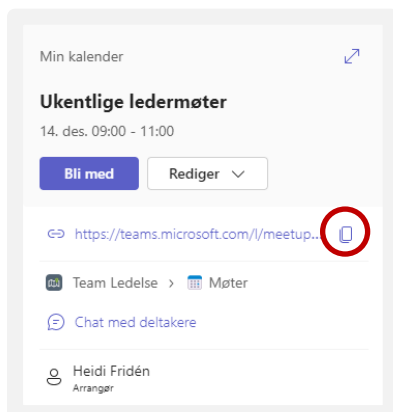 Min kalender
Ukentlige ledermøter
14. des. 09:00 - 11:00
Bli med
Rediger
https://teams.microsoft.com/l/meetup...
Team Ledelse > Møter
Chat med deltakere
Heidi Fridén
Arrangør